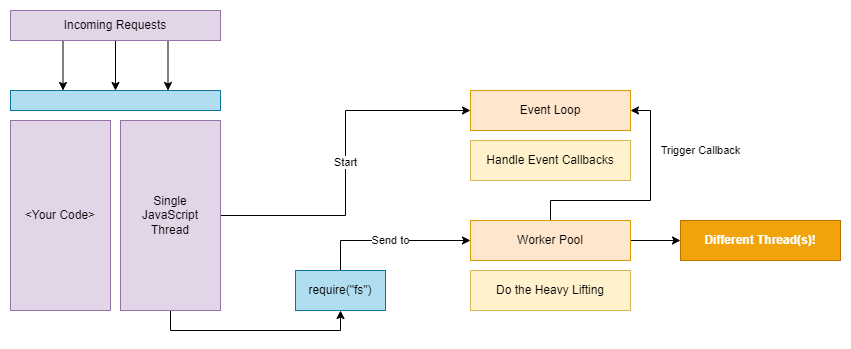 Incoming Requests
<Your Code>
Single
JavaScript
Thread
Start
Event Loop
Handle Event Callbacks
Trigger Callback
Send to
Worker Pool
Different Thread(s)!
require("fs")
Do the Heavy Lifting